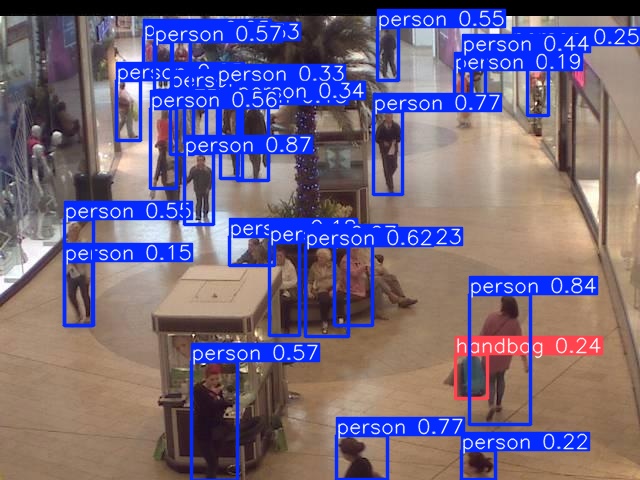 person 0.55
person 0.57
0.25
person 0.44
person 0.19
person 0.33
0.34
person 0.56
person 0.77
person 0.87
person 0.55
person 0.15
person 0.62
23
person 0.84
handbag 0.24
person 0.57
person 0.77
person 0.22